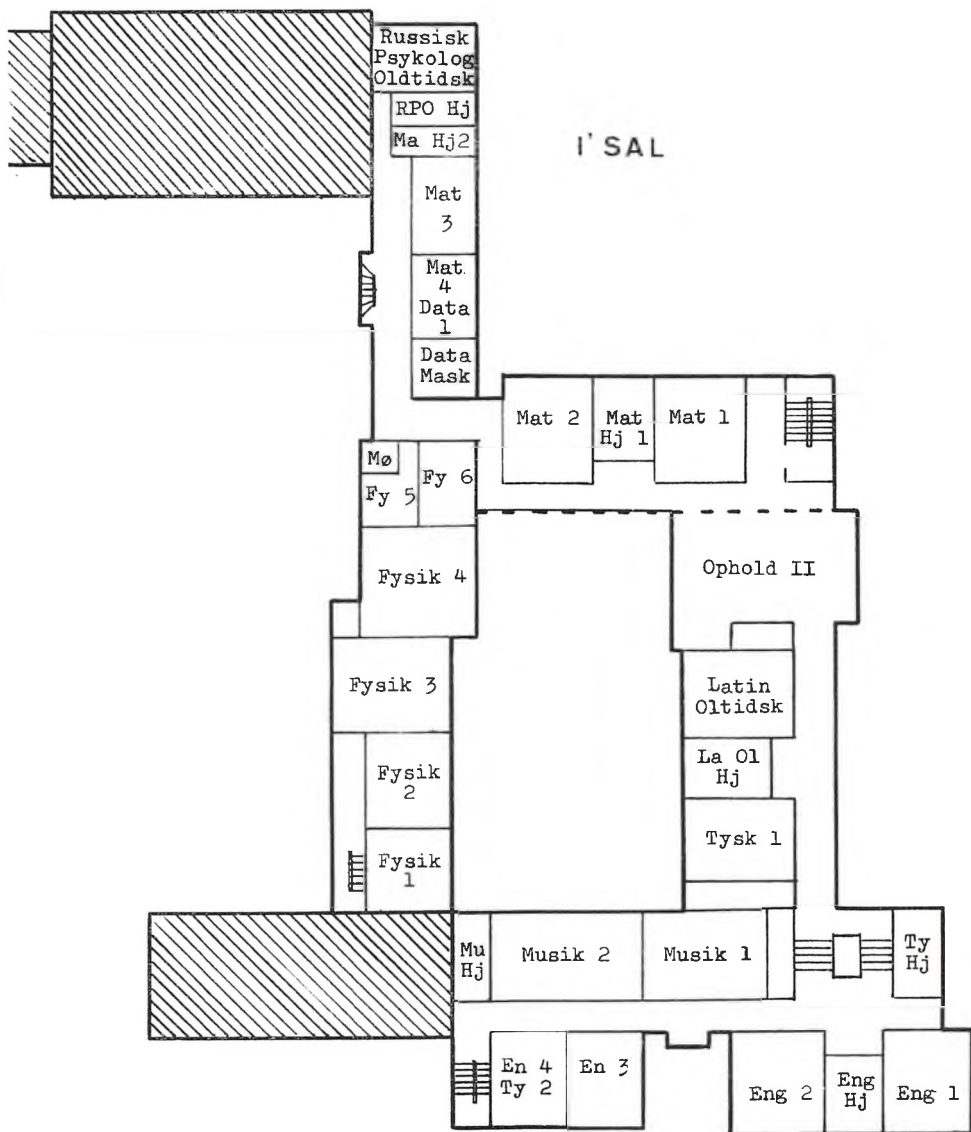 Russisk
Psykolog
Oldtidsk
RPO Hj
Ma Hj2
1' SAL
Mat
3
Mat
4
Data
1
Data
Mask
Mat 2
Mat
Hj 1
Mat 1
Mø
Fy 5
Fy 6
Fysik 4
Ophold II
Fysik 3
Latin
Oltidsk
Fysik
2
La Ol
Hj
Fysik
1
Tysk 1
Mu
Hj
Musik 2
Musik 1
Ty
Hj
En 4
Ty 2
En 3
Eng 2
Eng
Hj
Eng 1